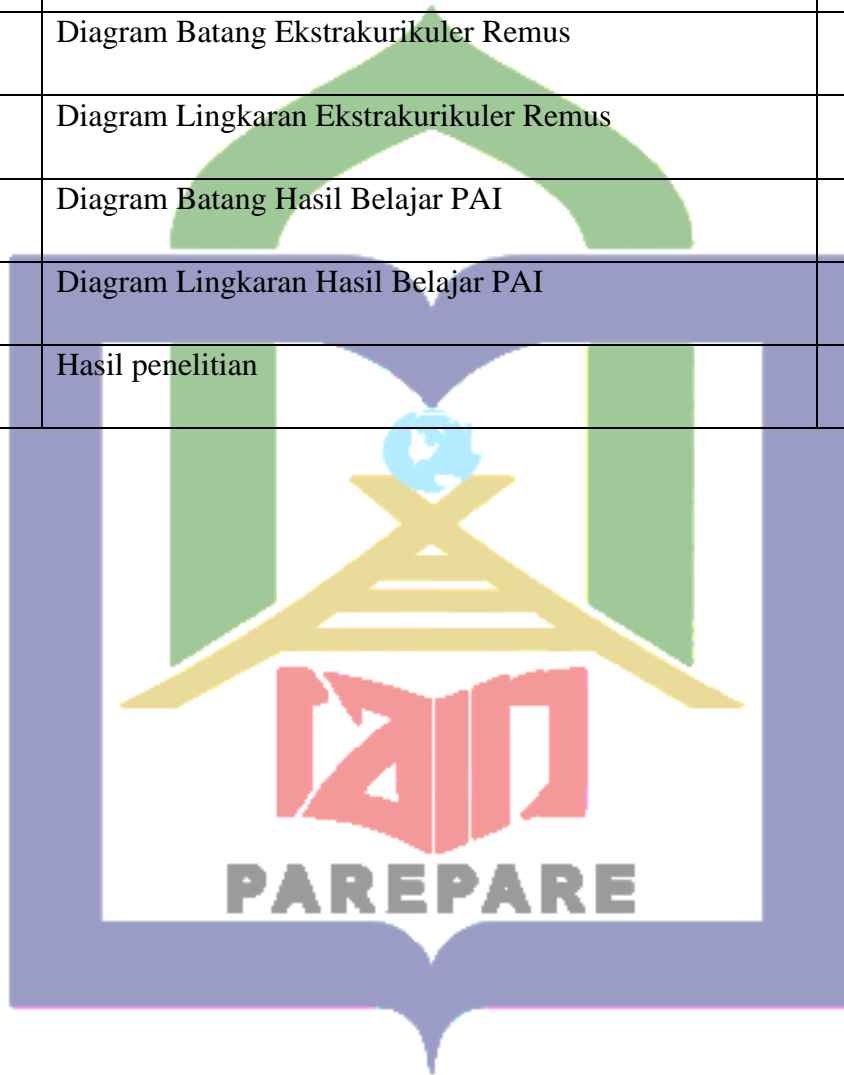 Diagram Batang Ekstrakurikuler Remus
Diagram Lingkaran Ekstrakurikuler Remus
Diagram Batang Hasil Belajar PAI
Diagram Lingkaran Hasil Belajar PAI
Hasil penelitian
iain
PAREPARE